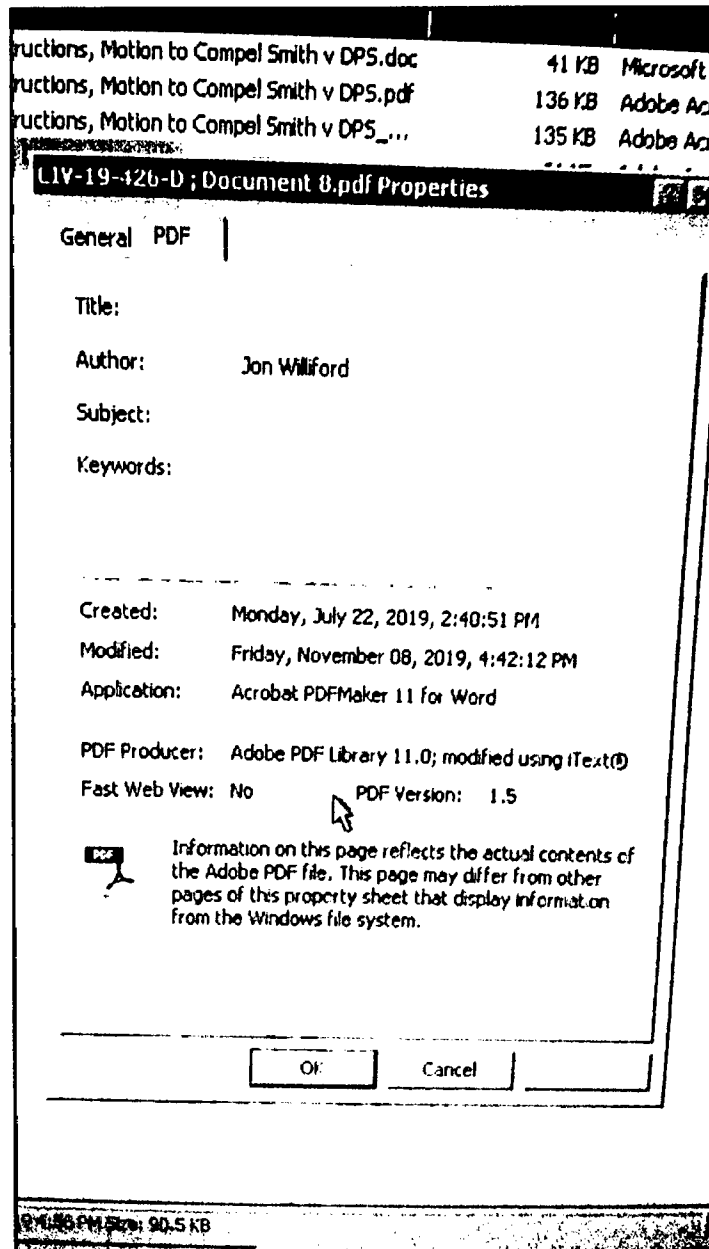 ructions, Motion to Compel Smith v DPS.doc 41 KB Microsoft
ructions, Motion to Compel Smith v DPS.pdf 136 KB Adobe Ac
ructions, Motion to Compel Smith v DPS_... 135 KB Adobe Ac
CIV-19-426-D ; Document 8.pdf Properties
General PDF
Title:
Author: Jon Williford
Subject:
Keywords:
Created: Monday, July 22, 2019, 2:40:51 PM
Modified: Friday, November 08, 2019, 4:42:12 PM
Application: Acrobat PDFMaker 11 for Word
PDF Producer: Adobe PDF Library 11.0; modified using iText®
Fast Web View: No PDF Version: 1.5
PDF
Information on this page reflects the actual contents of
the Adobe PDF file. This page may differ from other
pages of this property sheet that display information
from the Windows file system.
OK Cancel
PM Size: 90.5 KB